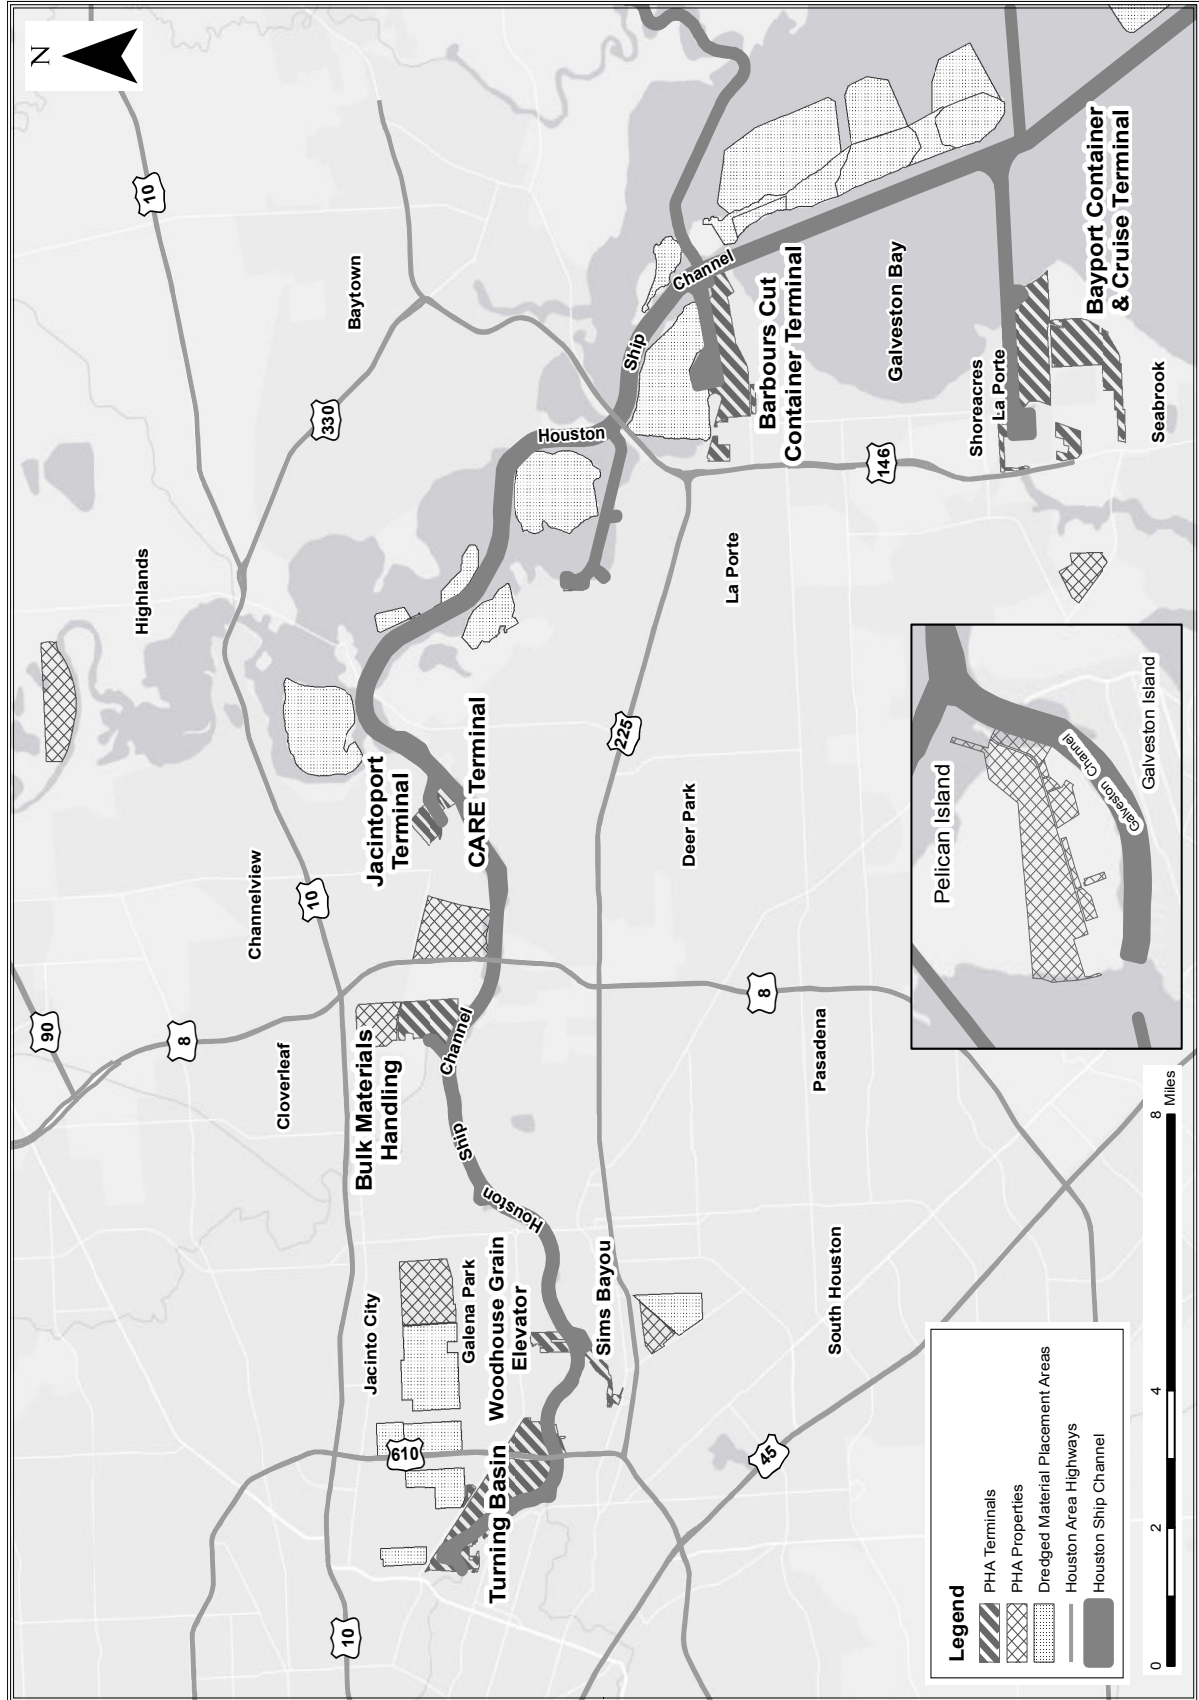 N
10
Baytown
330
Highlands
Channelview
10
90
8
Cloverleaf
Jacintoport
Terminal
CARE Terminal
Bulk Materials
Handling
Houston
Ship
Channel
Barbours Cut
Container Terminal
Galveston Bay
Bayport Container
& Cruise Terminal
Shoreacres
La Porte
Seabrook
146
La Porte
225
Deer Park
8
Pasadena
Houston
Ship
Channel
Jacinto City
Galena Park
Woodhouse Grain
Elevator
Sims Bayou
South Houston
610
Turning Basin
45
10
Pelican Island
Galveston
Channel
Galveston Island
Legend
PHA Terminals
PHA Properties
Dredged Material Placement Areas
Houston Area Highways
Houston Ship Channel
0 2 4 8
Miles